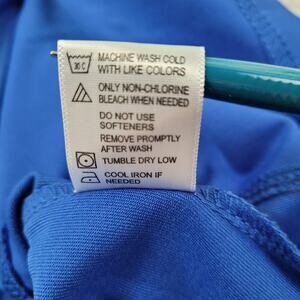 30 C
MACHINE WASH COLD
WITH LIKE COLORS
ONLY NON-CHLORINE
BLEACH WHEN NEEDED
DO NOT USE
SOFTENERS
REMOVE PROMPTLY
AFTER WASH
TUMBLE DRY LOW
COOL IRON IF
NEEDED